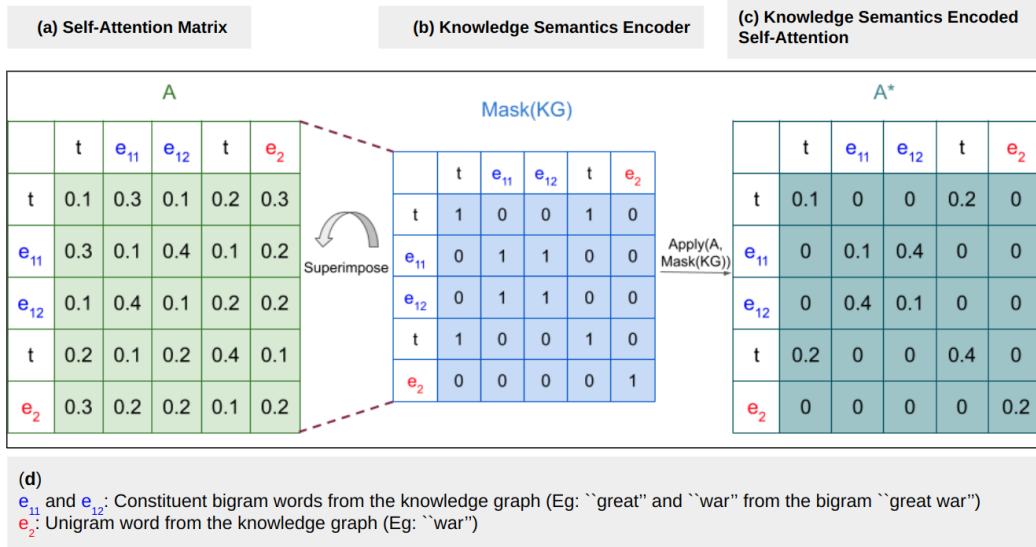 (a) Self-Attention Matrix
(b) Knowledge Semantics Encoder
(c) Knowledge Semantics Encoded
Self-Attention
A
t e11 e12 t e2
t 0.1 0.3 0.1 0.2 0.3
e11 0.3 0.1 0.4 0.1 0.2
e12 0.1 0.4 0.1 0.2 0.2
t 0.2 0.1 0.2 0.4 0.1
e2 0.3 0.2 0.2 0.1 0.2
Superimpose
Mask(KG)
t e11 e12 t e2
t 1 0 0 1 0
e11 0 1 1 0 0
e12 0 1 1 0 0
t 1 0 0 1 0
e2 0 0 0 0 1
Apply(A,
Mask(KG))
A*
t e11 e12 t e2
t 0.1 0 0 0.2 0
e11 0 0.1 0.4 0 0
e12 0 0.4 0.1 0 0
t 0.2 0 0 0.4 0
e2 0 0 0 0 0.2
(d)
e11 and e12: Constituent bigram words from the knowledge graph (Eg: ``great'' and ``war'' from the bigram ``great war'')
e2: Unigram word from the knowledge graph (Eg: ``war'')